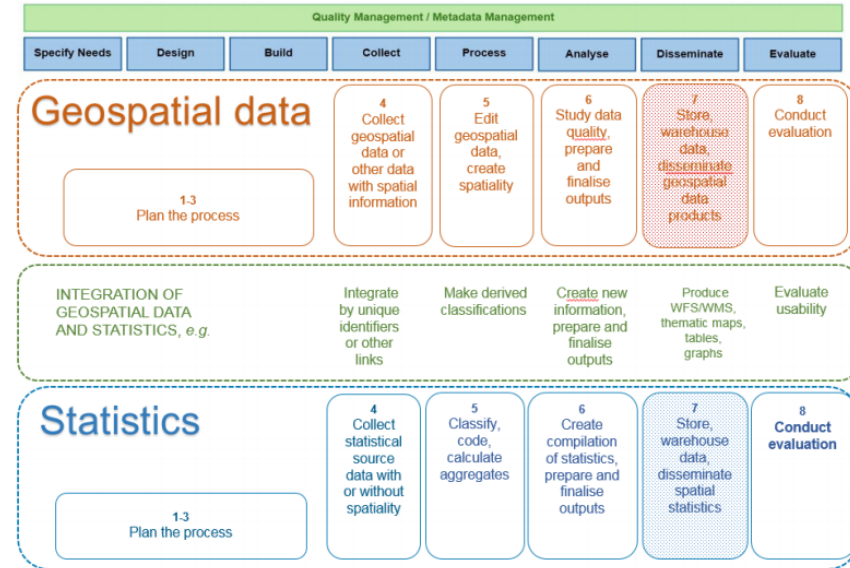 Quality Management / Metadata Management
Specify Needs
Design
Build
Collect
Process
Analyse
Disseminate
Evaluate
Geospatial data
1-3
Plan the process
4
Collect
geospatial
data or
other data
with spatial
information
5
Edit
geospatial
data,
create
spatiality
6
Study data
quality,
prepare
and
finalise
outputs
7
Store,
warehouse
data,
disseminate
geospatial
data
products
8
Conduct
evaluation
INTEGRATION OF
GEOSPATIAL DATA
AND STATISTICS, e.g.
Integrate
by unique
identifiers
or other
links
Make derived
classifications
Create new
information,
prepare and
finalise
outputs
Produce
WFS/WMS,
thematic maps,
tables,
graphs
Evaluate
usability
Statistics
1-3
Plan the process
4
Collect
statistical
source
data with
or without
spatiality
5
Classify,
code,
calculate
aggregates
6
Create
compilation
of statistics,
prepare and
finalise
outputs
7
Store,
warehouse
data,
disseminate
spatial
statistics
8
Conduct
evaluation